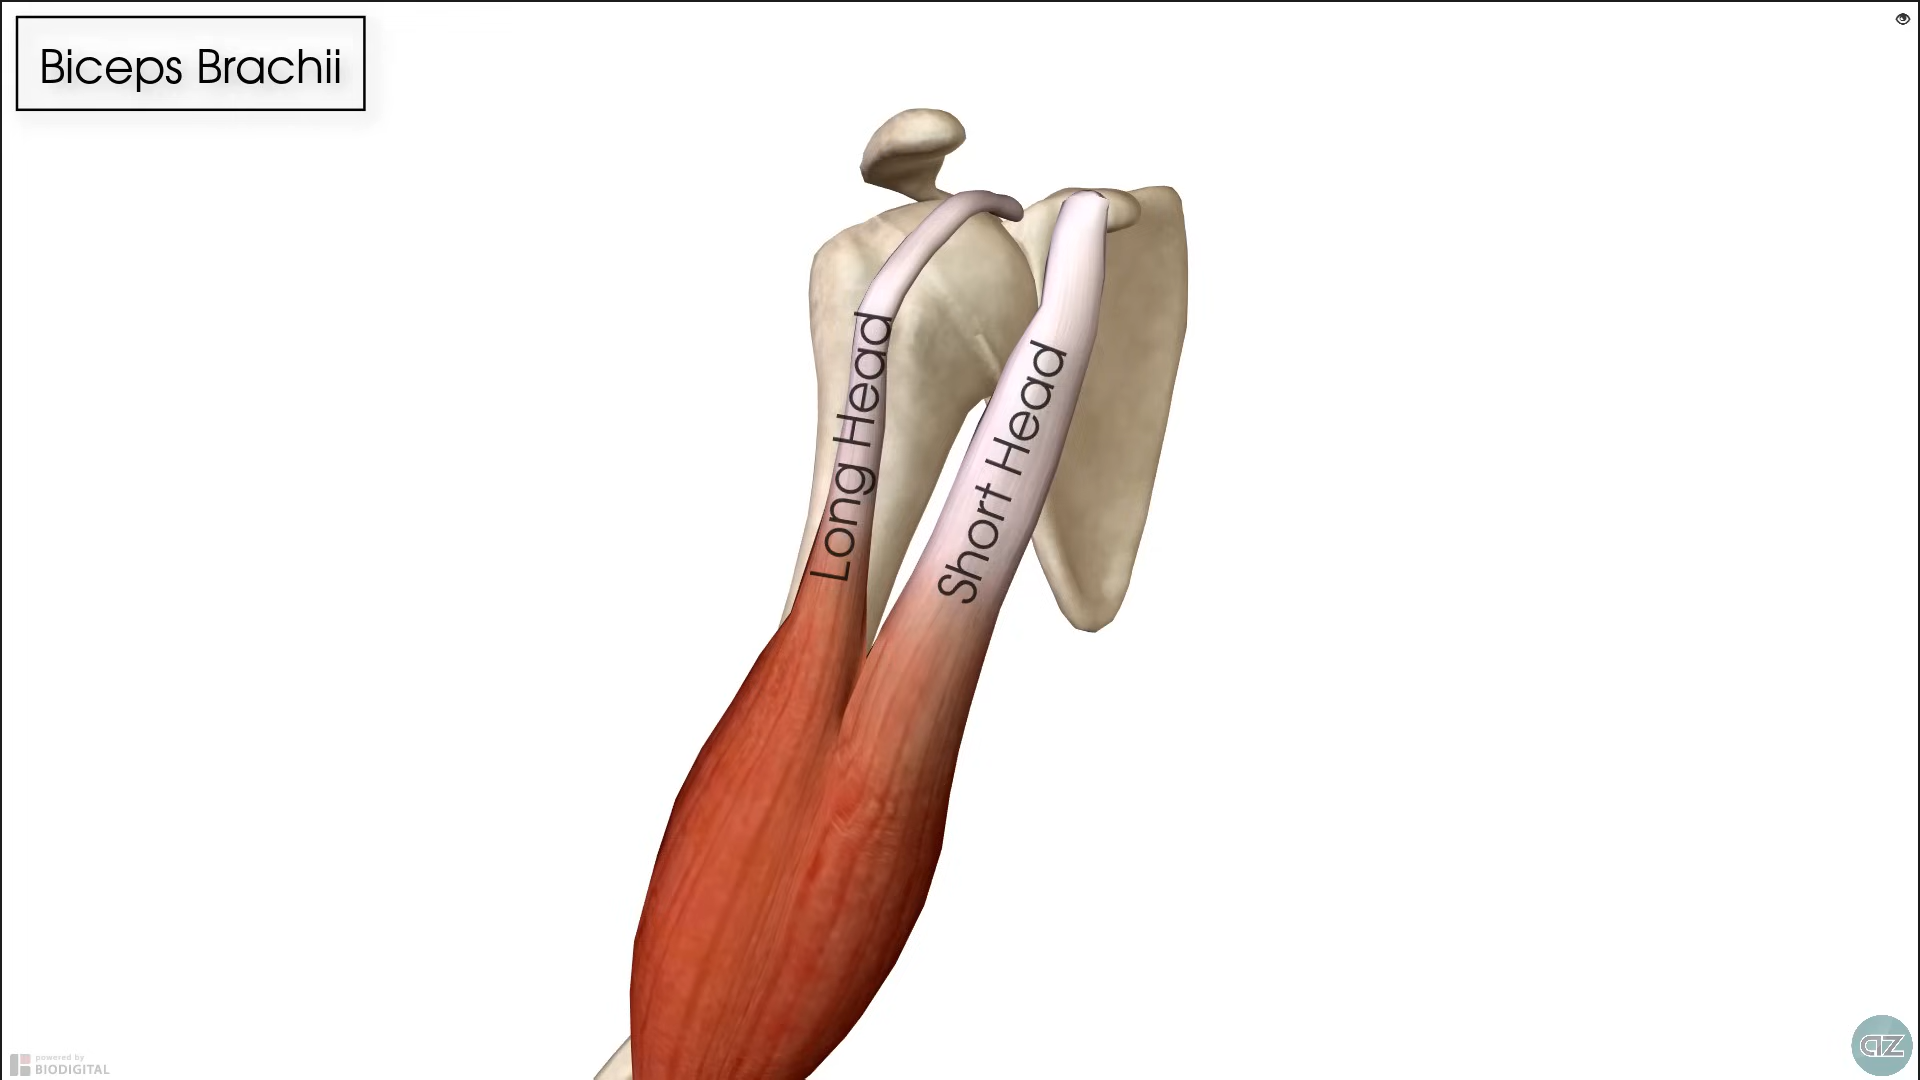 Biceps Brachii
Long Head
Short Head
powered by
BIODIGITAL
az